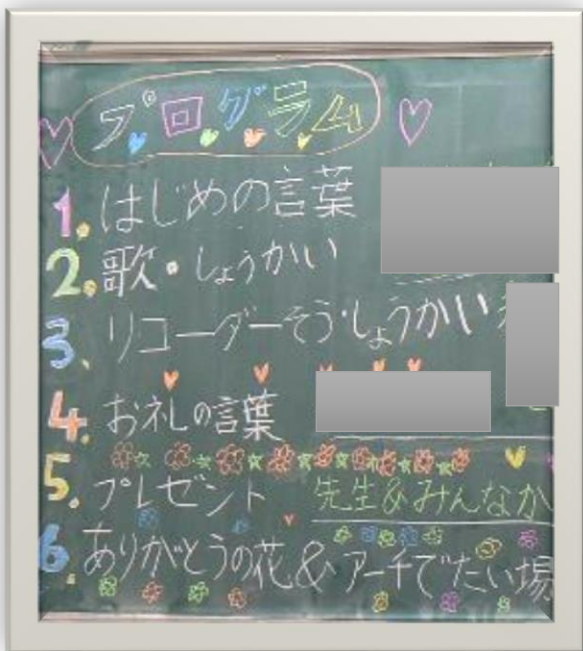 プログラム
1. はじめの言葉
2. 歌・しょうかい
3. リコーダーそう・しょうかい
4. お礼の言葉
5. プレゼント 先生&みんなか
6. ありがとうの花&アーチでたい場